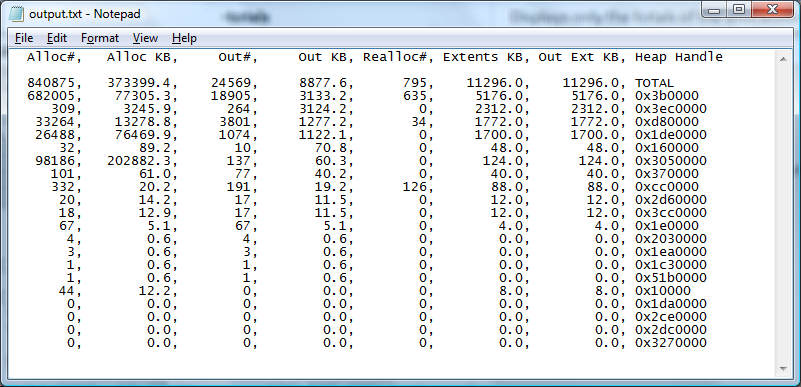 output.txt - Notepad
-totals
Displays only the totals of the
File Edit Format View Help
Alloc#, Alloc KB, Out#, Out KB, Realloc#, Extents KB, Out Ext KB, Heap Handle
840875, 373399.4, 24569, 8877.6, 795, 11296.0, 11296.0, TOTAL
682005, 77305.3, 18905, 3133.2, 635, 5176.0, 5176.0, 0x3b0000
309, 3245.9, 264, 3124.2, 0, 2312.0, 2312.0, 0x3ec0000
33264, 13278.8, 3801, 1277.2, 34, 1772.0, 1772.0, 0xd80000
26488, 76469.9, 1074, 1122.1, 0, 1700.0, 1700.0, 0x1de0000
32, 89.2, 10, 70.8, 0, 48.0, 48.0, 0x160000
98186, 202882.3, 137, 60.3, 0, 124.0, 124.0, 0x3050000
101, 61.0, 77, 40.2, 0, 40.0, 40.0, 0x370000
332, 20.2, 191, 19.2, 126, 88.0, 88.0, 0xcc0000
20, 14.2, 17, 11.5, 0, 12.0, 12.0, 0x2d60000
18, 12.9, 17, 11.5, 0, 12.0, 12.0, 0x3cc0000
67, 5.1, 67, 5.1, 0, 4.0, 4.0, 0x1e0000
4, 0.6, 4, 0.6, 0, 0.0, 0.0, 0x2030000
3, 0.6, 3, 0.6, 0, 0.0, 0.0, 0x1ea0000
1, 0.6, 1, 0.6, 0, 0.0, 0.0, 0x1c30000
1, 0.6, 1, 0.6, 0, 0.0, 0.0, 0x51b0000
44, 12.2, 0, 0.0, 0, 8.0, 8.0, 0x10000
0, 0.0, 0, 0.0, 0, 0.0, 0.0, 0x1da0000
0, 0.0, 0, 0.0, 0, 0.0, 0.0, 0x2ce0000
0, 0.0, 0, 0.0, 0, 0.0, 0.0, 0x2dc0000
0, 0.0, 0, 0.0, 0, 0.0, 0.0, 0x3270000